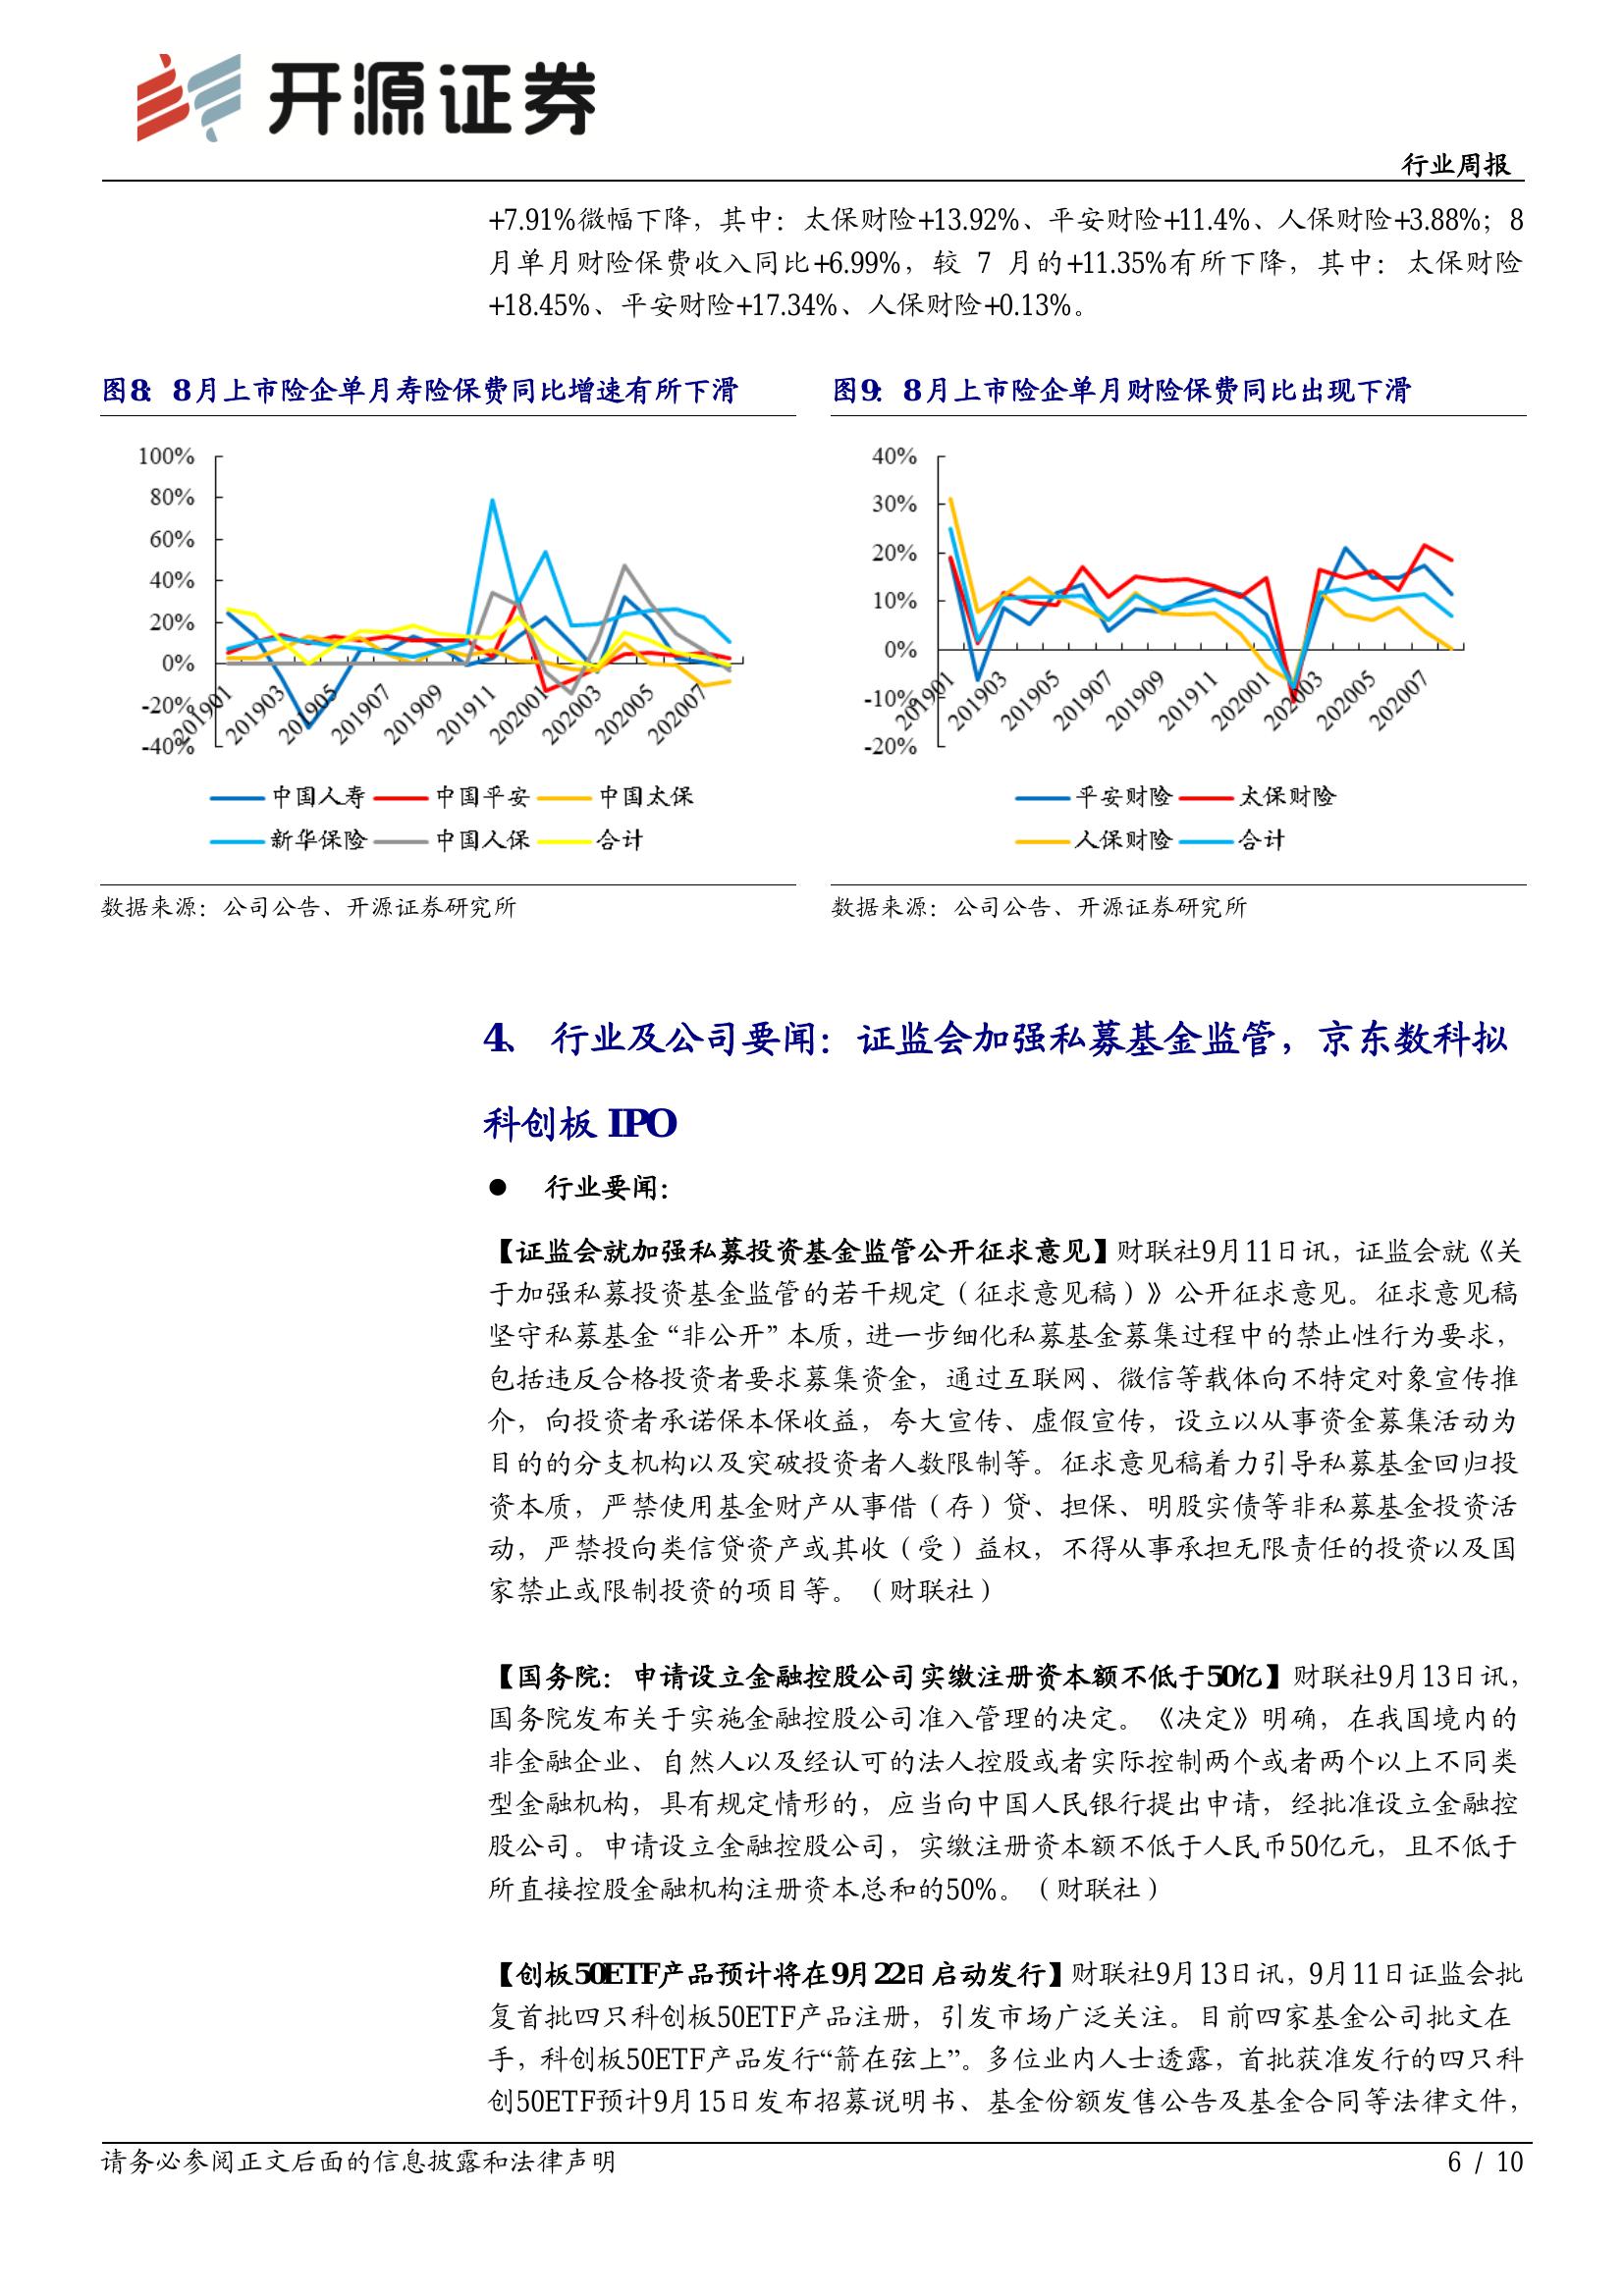 开源证券
行业周报
+7.91%微幅下降，其中：太保财险+13.92%、平安财险+11.4%、人保财险+3.88%；8
月单月财险保费收入同比+6.99%，较 7 月的+11.35%有所下降，其中：太保财险
+18.45%、平安财险+17.34%、人保财险+0.13%。
图8：8月上市险企单月寿险保费同比增速有所下滑
100%
80%
60%
40%
20%
0%
-20%
-40%
201901 201903 201905 201907 201909 201911 202001 202003 202005 202007
中国人寿 中国平安 中国太保
新华保险 中国人保 合计
数据来源：公司公告、开源证券研究所
图9：8月上市险企单月财险保费同比出现下滑
40%
30%
20%
10%
0%
-10%
-20%
201901 201903 201905 201907 201909 201911 202001 202003 202005 202007
平安财险 太保财险
人保财险 合计
数据来源：公司公告、开源证券研究所
4、 行业及公司要闻：证监会加强私募基金监管，京东数科拟
科创板 IPO
● 行业要闻：
【证监会就加强私募投资基金监管公开征求意见】财联社9月11日讯，证监会就《关
于加强私募投资基金监管的若干规定（征求意见稿）》公开征求意见。征求意见稿
坚守私募基金“非公开”本质，进一步细化私募基金募集过程中的禁止性行为要求，
包括违反合格投资者要求募集资金，通过互联网、微信等载体向不特定对象宣传推
介，向投资者承诺保本保收益，夸大宣传、虚假宣传，设立以从事资金募集活动为
目的的分支机构以及突破投资者人数限制等。征求意见稿着力引导私募基金回归投
资本质，严禁使用基金财产从事借（存）贷、担保、明股实债等非私募基金投资活
动，严禁投向类信贷资产或其收（受）益权，不得从事承担无限责任的投资以及国
家禁止或限制投资的项目等。（财联社）
【国务院：申请设立金融控股公司实缴注册资本额不低于50亿】财联社9月13日讯，
国务院发布关于实施金融控股公司准入管理的决定。《决定》明确，在我国境内的
非金融企业、自然人以及经认可的法人控股或者实际控制两个或者两个以上不同类
型金融机构，具有规定情形的，应当向中国人民银行提出申请，经批准设立金融控
股公司。申请设立金融控股公司，实缴注册资本额不低于人民币50亿元，且不低于
所直接控股金融机构注册资本总和的50%。（财联社）
【创板50ETF产品预计将在9月22日启动发行】财联社9月13日讯，9月11日证监会批
复首批四只科创板50ETF产品注册，引发市场广泛关注。目前四家基金公司批文在
手，科创板50ETF产品发行“箭在弦上”。多位业内人士透露，首批获准发行的四只科
创50ETF预计9月15日发布招募说明书、基金份额发售公告及基金合同等法律文件，
请务必参阅正文后面的信息披露和法律声明
6 / 10